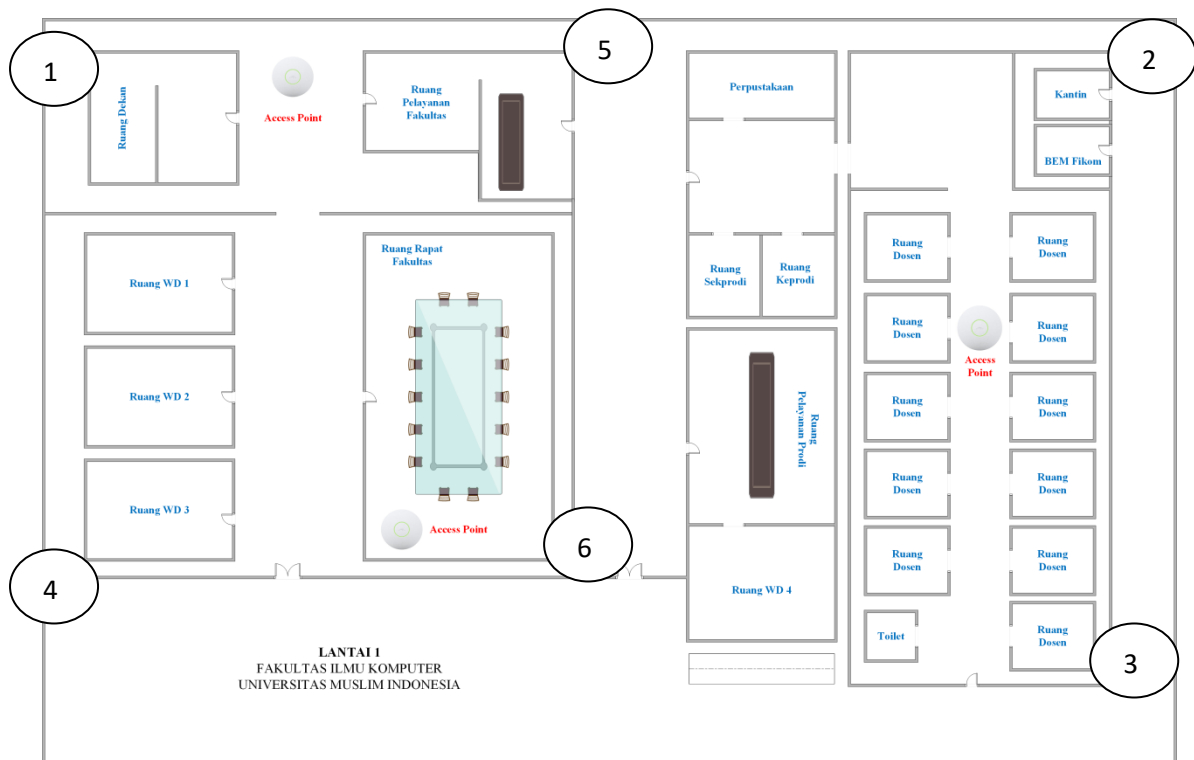 1
5
2
Ruang Dekan
Access Point
Ruang
Pelayanan
Fakultas
Perpustakaan
Kantin
BEM Fikom
Ruang WD 1
Ruang Rapat
Fakultas
Ruang
Sekprodi
Ruang
Keprodi
Ruang
Dosen
Ruang
Dosen
Ruang
Dosen
Ruang
Dosen
Access
Point
Ruang WD 2
Ruang
Pelayanan Prodi
Ruang
Dosen
Ruang
Dosen
Ruang WD 3
Access Point
Ruang
Dosen
Ruang
Dosen
4
6
Ruang WD 4
Ruang
Dosen
Ruang
Dosen
Toilet
Ruang
Dosen
3
LANTAI 1
FAKULTAS ILMU KOMPUTER
UNIVERSITAS MUSLIM INDONESIA